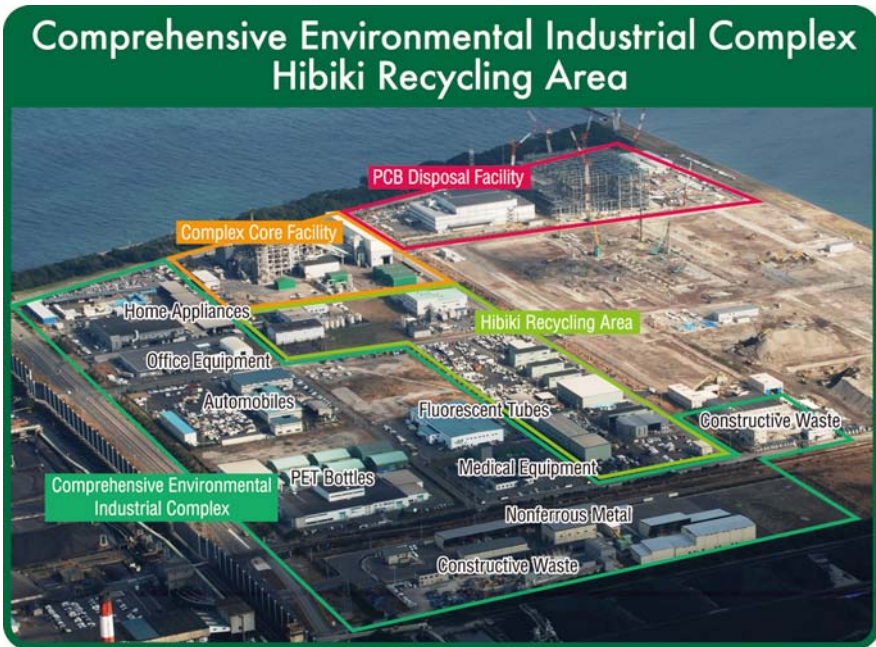 Comprehensive Environmental Industrial Complex
Hibiki Recycling Area
PCB Disposal Facility
Complex Core Facility
Home Appliances
Hibiki Recycling Area
Office Equipment
Automobiles
Fluorescent Tubes
Constructive Waste
Medical Equipment
PET Bottles
Comprehensive Environmental
Industrial Complex
Nonferrous Metal
Constructive Waste